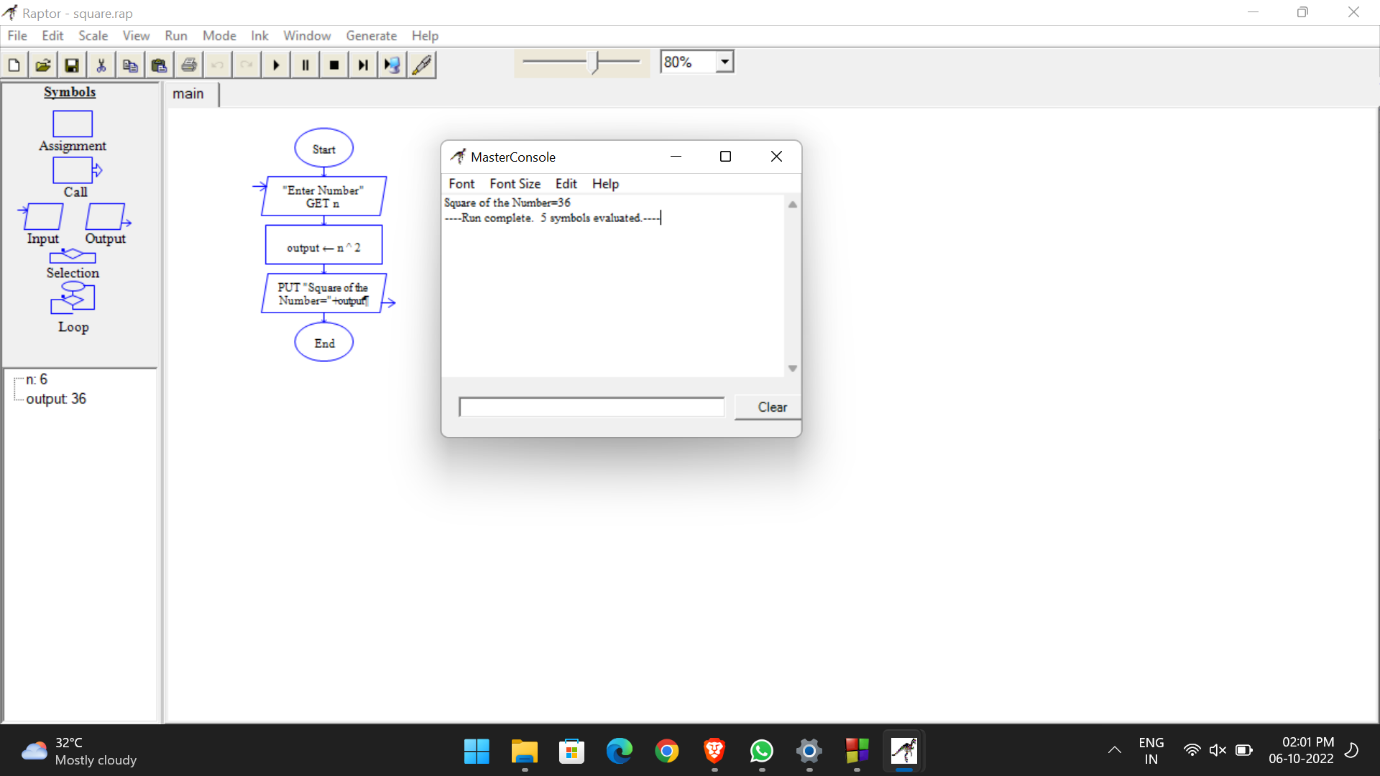 Raptor - square.rap
File Edit Scale View Run Mode Ink Window Generate Help
80%
Symbols
Assignment
Call
Input Output
Selection
Loop
n: 6
output: 36
main
Start
"Enter Number"
GET n
output ← n ^ 2
PUT "Square of the
Number="+output¶
End
MasterConsole
Font Font Size Edit Help
Square of the Number=36
----Run complete. 5 symbols evaluated.----
Clear
32°C
Mostly cloudy
ENG
IN
02:01 PM
06-10-2022